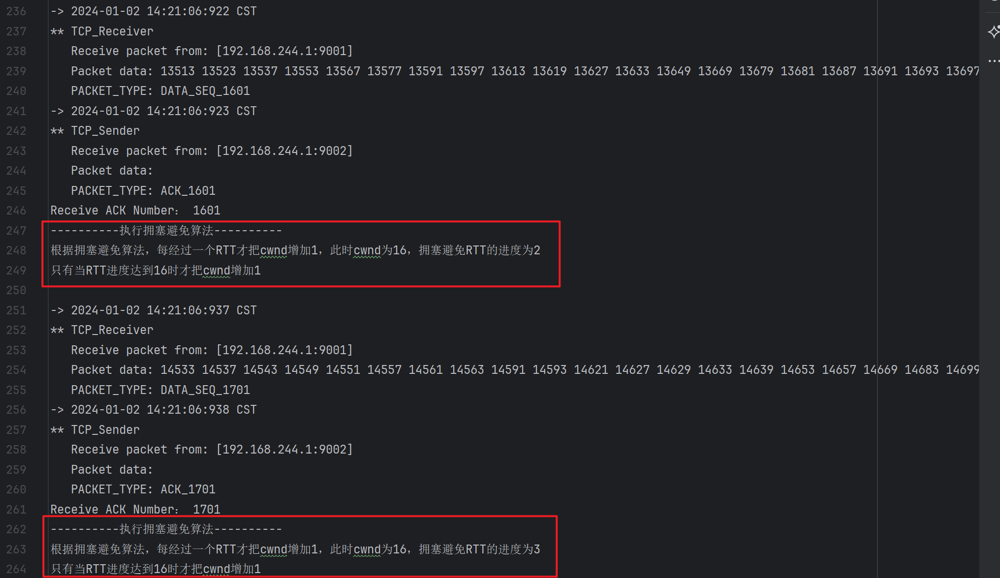 236 -> 2024-01-02 14:21:06:922 CST
237 ** TCP_Receiver
238 Receive packet from: [192.168.244.1:9001]
239 Packet data: 13513 13523 13537 13553 13567 13577 13591 13597 13613 13619 13627 13633 13649 13669 13679 13681 13687 13691 13693 13697
240 PACKET_TYPE: DATA_SEQ_1601
241 -> 2024-01-02 14:21:06:923 CST
242 ** TCP_Sender
243 Receive packet from: [192.168.244.1:9002]
244 Packet data:
245 PACKET_TYPE: ACK_1601
246 Receive ACK Number： 1601
247 ----------执行拥塞避免算法----------
248 根据拥塞避免算法，每经过一个RTT才把cwnd增加1，此时cwnd为16，拥塞避免RTT的进度为2
249 只有当RTT进度达到16时才把cwnd增加1
250
251 -> 2024-01-02 14:21:06:937 CST
252 ** TCP_Receiver
253 Receive packet from: [192.168.244.1:9001]
254 Packet data: 14533 14537 14543 14549 14551 14557 14561 14563 14591 14593 14621 14627 14629 14633 14639 14653 14657 14669 14683 14699
255 PACKET_TYPE: DATA_SEQ_1701
256 -> 2024-01-02 14:21:06:938 CST
257 ** TCP_Sender
258 Receive packet from: [192.168.244.1:9002]
259 Packet data:
260 PACKET_TYPE: ACK_1701
261 Receive ACK Number： 1701
262 ----------执行拥塞避免算法----------
263 根据拥塞避免算法，每经过一个RTT才把cwnd增加1，此时cwnd为16，拥塞避免RTT的进度为3
264 只有当RTT进度达到16时才把cwnd增加1